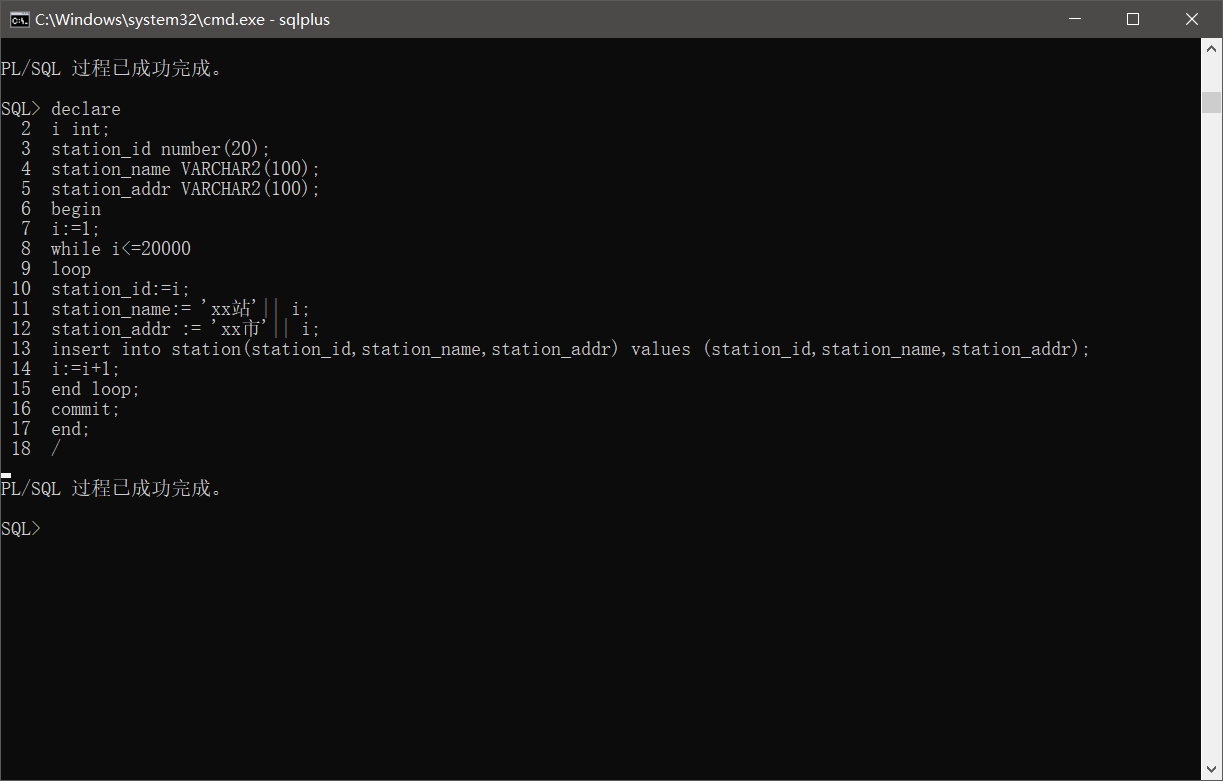 C:\Windows\system32\cmd.exe - sqlplus
PL/SQL 过程已成功完成。
SQL> declare
2 i int;
3 station_id number(20);
4 station_name VARCHAR2(100);
5 station_addr VARCHAR2(100);
6 begin
7 i:=1;
8 while i<=20000
9 loop
10 station_id:=i;
11 station_name:= 'xx站'|| i;
12 station_addr := 'xx市'|| i;
13 insert into station(station_id,station_name,station_addr) values (station_id,station_name,station_addr);
14 i:=i+1;
15 end loop;
16 commit;
17 end;
18 /
PL/SQL 过程已成功完成。
SQL>